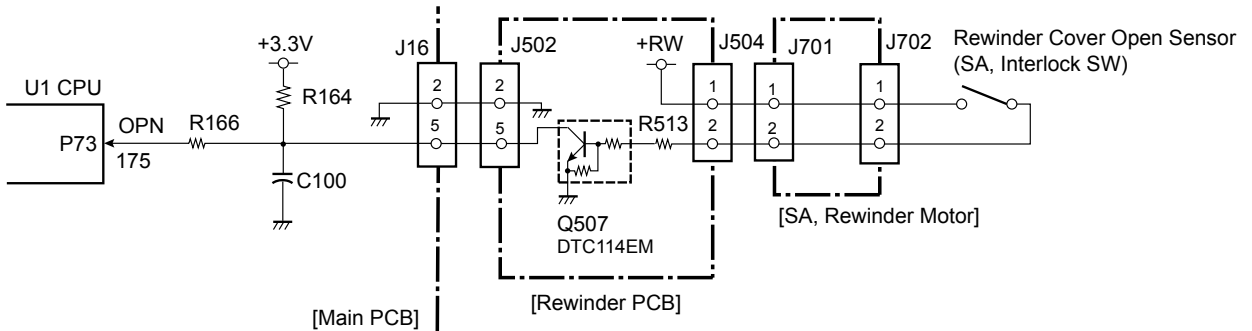 +3.3V
J16
J502
+RW
J504
J701
J702
Rewinder Cover Open Sensor
(SA, Interlock SW)
U1 CPU
R164
2
2
1
1
1
P73
OPN
175
R166
5
5
R513
2
2
2
C100
Q507
DTC114EM
[SA, Rewinder Motor]
[Rewinder PCB]
[Main PCB]